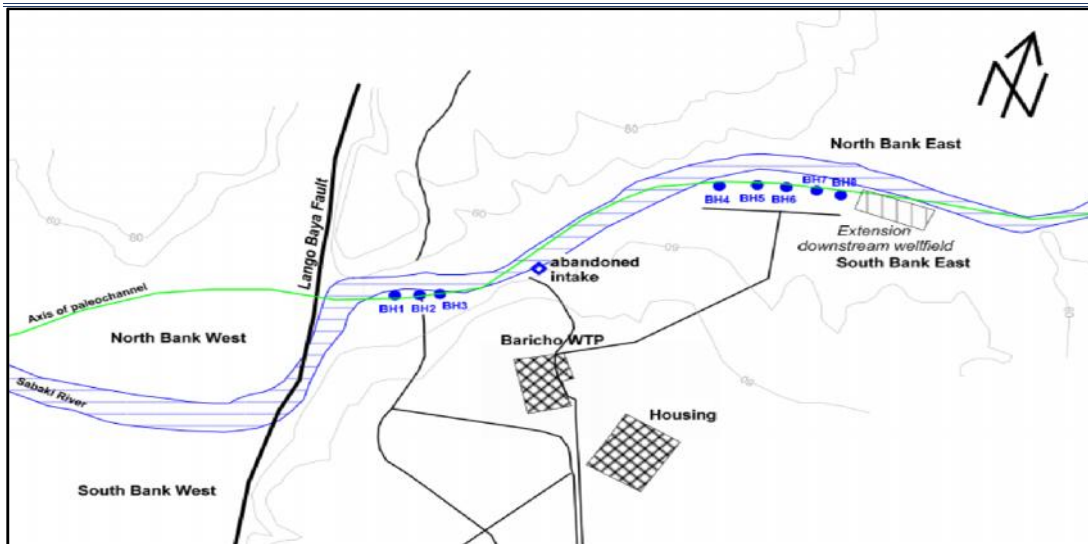 North Bank East
BH7 BH8
BH4 BH5 BH6
Extension
downstream wellfield
South Bank East
Lango Baya Fault
abandoned
intake
Axis of paleochannel
BH1 BH2 BH3
North Bank West
Baricho WTP
Sabaki River
Housing
South Bank West
N